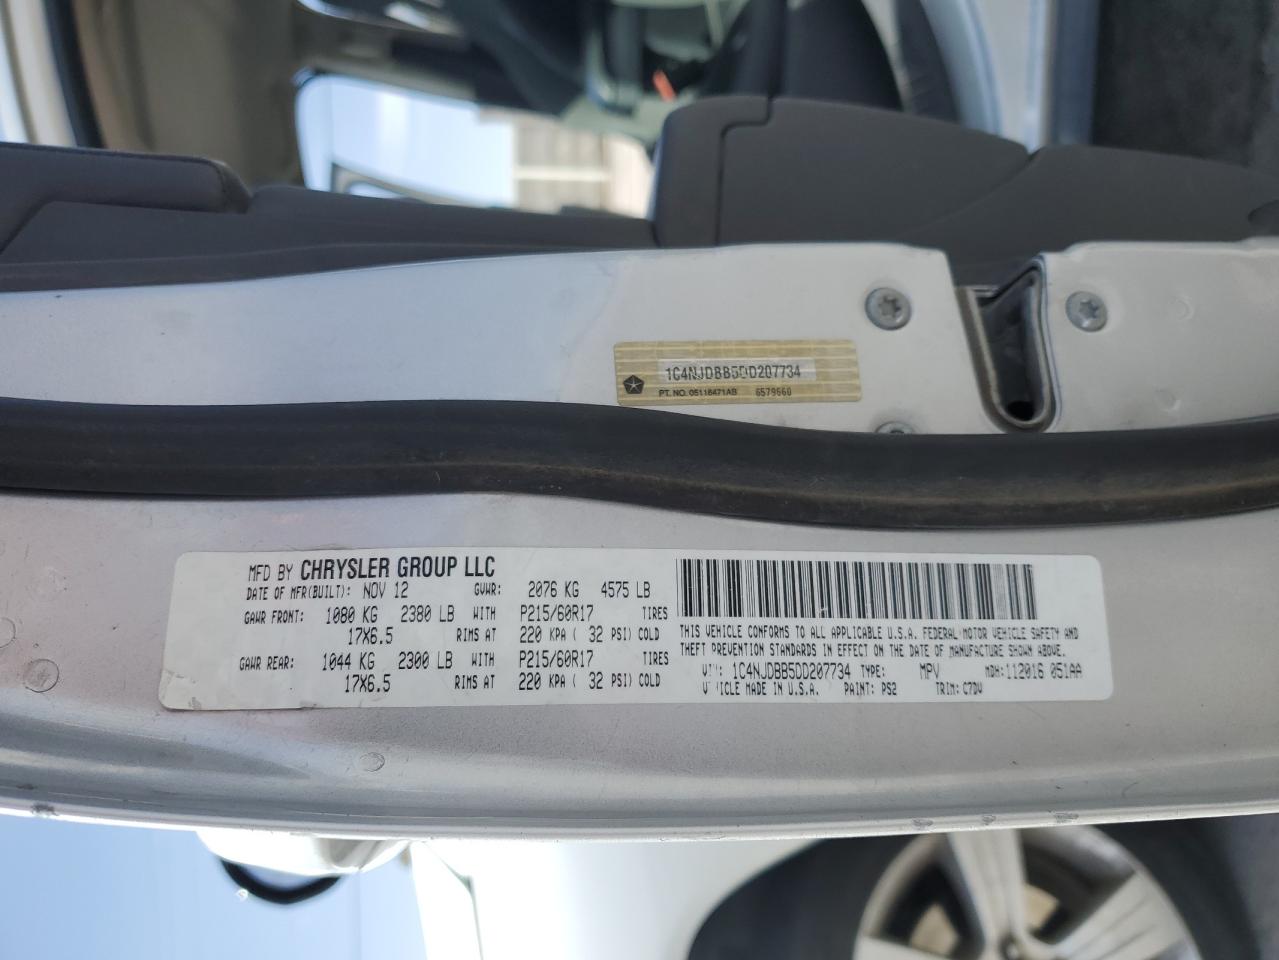 1C4NJDBB5DD207734
PT. NO. 05116471AB 6579660
MFD BY CHRYSLER GROUP LLC
DATE OF MFR(BUILT): NOV 12 GVWR: 2076 KG 4575 LB
GAWR FRONT: 1080 KG 2380 LB WITH P215/60R17 TIRES
17X6.5 RIMS AT 220 KPA ( 32 PSI) COLD
GAWR REAR: 1044 KG 2300 LB WITH P215/60R17 TIRES
17X6.5 RIMS AT 220 KPA ( 32 PSI) COLD
THIS VEHICLE CONFORMS TO ALL APPLICABLE U.S.A. FEDERAL MOTOR VEHICLE SAFETY AND
THEFT PREVENTION STANDARDS IN EFFECT ON THE DATE OF MANUFACTURE SHOWN ABOVE.
VIN: 1C4NJDBB5DD207734 TYPE: MPV MDH:112016 051AA
VEHICLE MADE IN U.S.A. PAINT: PS2 TRIM: C7DV